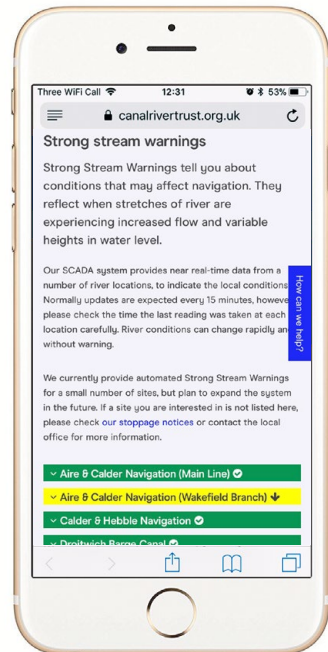 Three WiFi Call 12:31 53%
canalrivertrust.org.uk
Strong stream warnings
Strong Stream Warnings tell you about
conditions that may affect navigation. They
reflect when stretches of river are
experiencing increased flow and variable
heights in water level.
Our SCADA system provides near real-time data from a
number of river locations, to indicate the local conditions
Normally updates are expected every 15 minutes, howeve
please check the time the last reading was taken at each
location carefully. River conditions can change rapidly an
without warning.
How can we help?
We currently provide automated Strong Stream Warnings
for a small number of sites, but plan to expand the system
in the future. If a site you are interested in is not listed here,
please check our stoppage notices or contact the local
office for more information.
Aire & Calder Navigation (Main Line)
Aire & Calder Navigation (Wakefield Branch)
Calder & Hebble Navigation
Droitwich Barge Canal